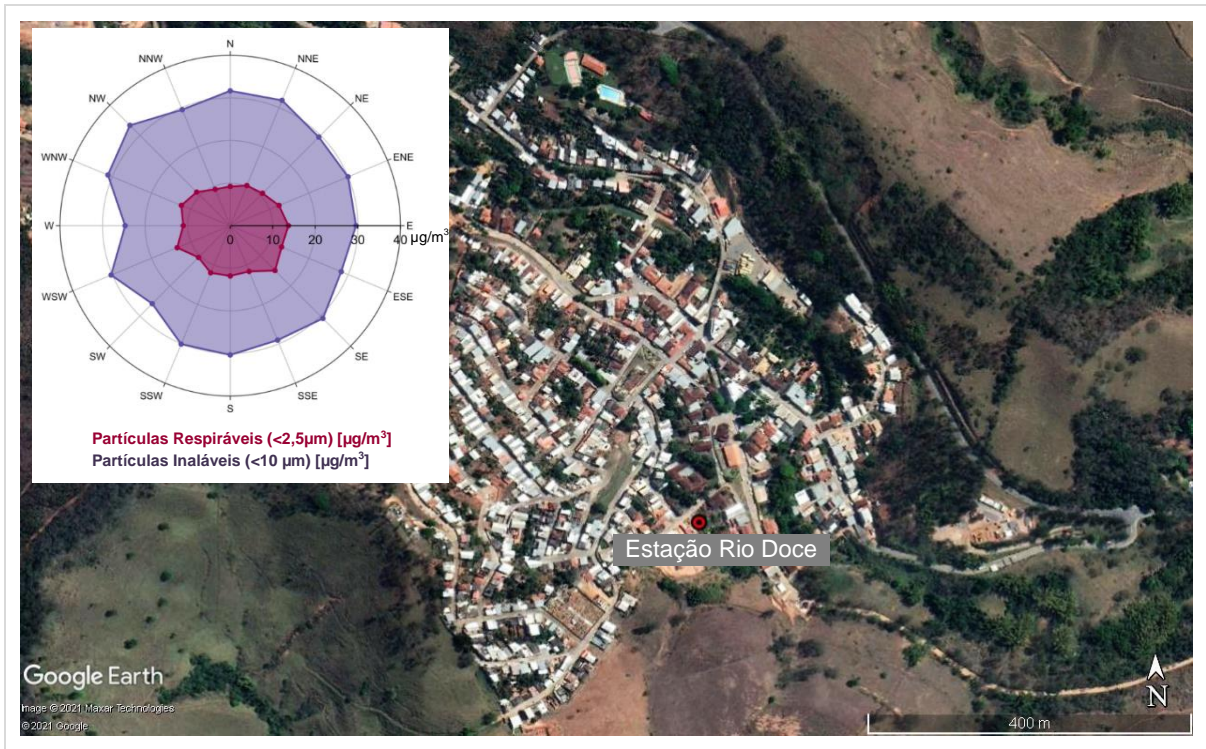 N
NNW
NNE
NW
NE
WNW
ENE
W
E
0
10
20
30
40 µg/m³
WSW
ESE
SW
SE
SSW
SSE
S
Partículas Respiráveis (<2,5µm) [µg/m³]
Partículas Inaláveis (<10 µm) [µg/m³]
Estação Rio Doce
Google Earth
Image © 2021 Maxar Technologies
© 2021 Google
N
400 m